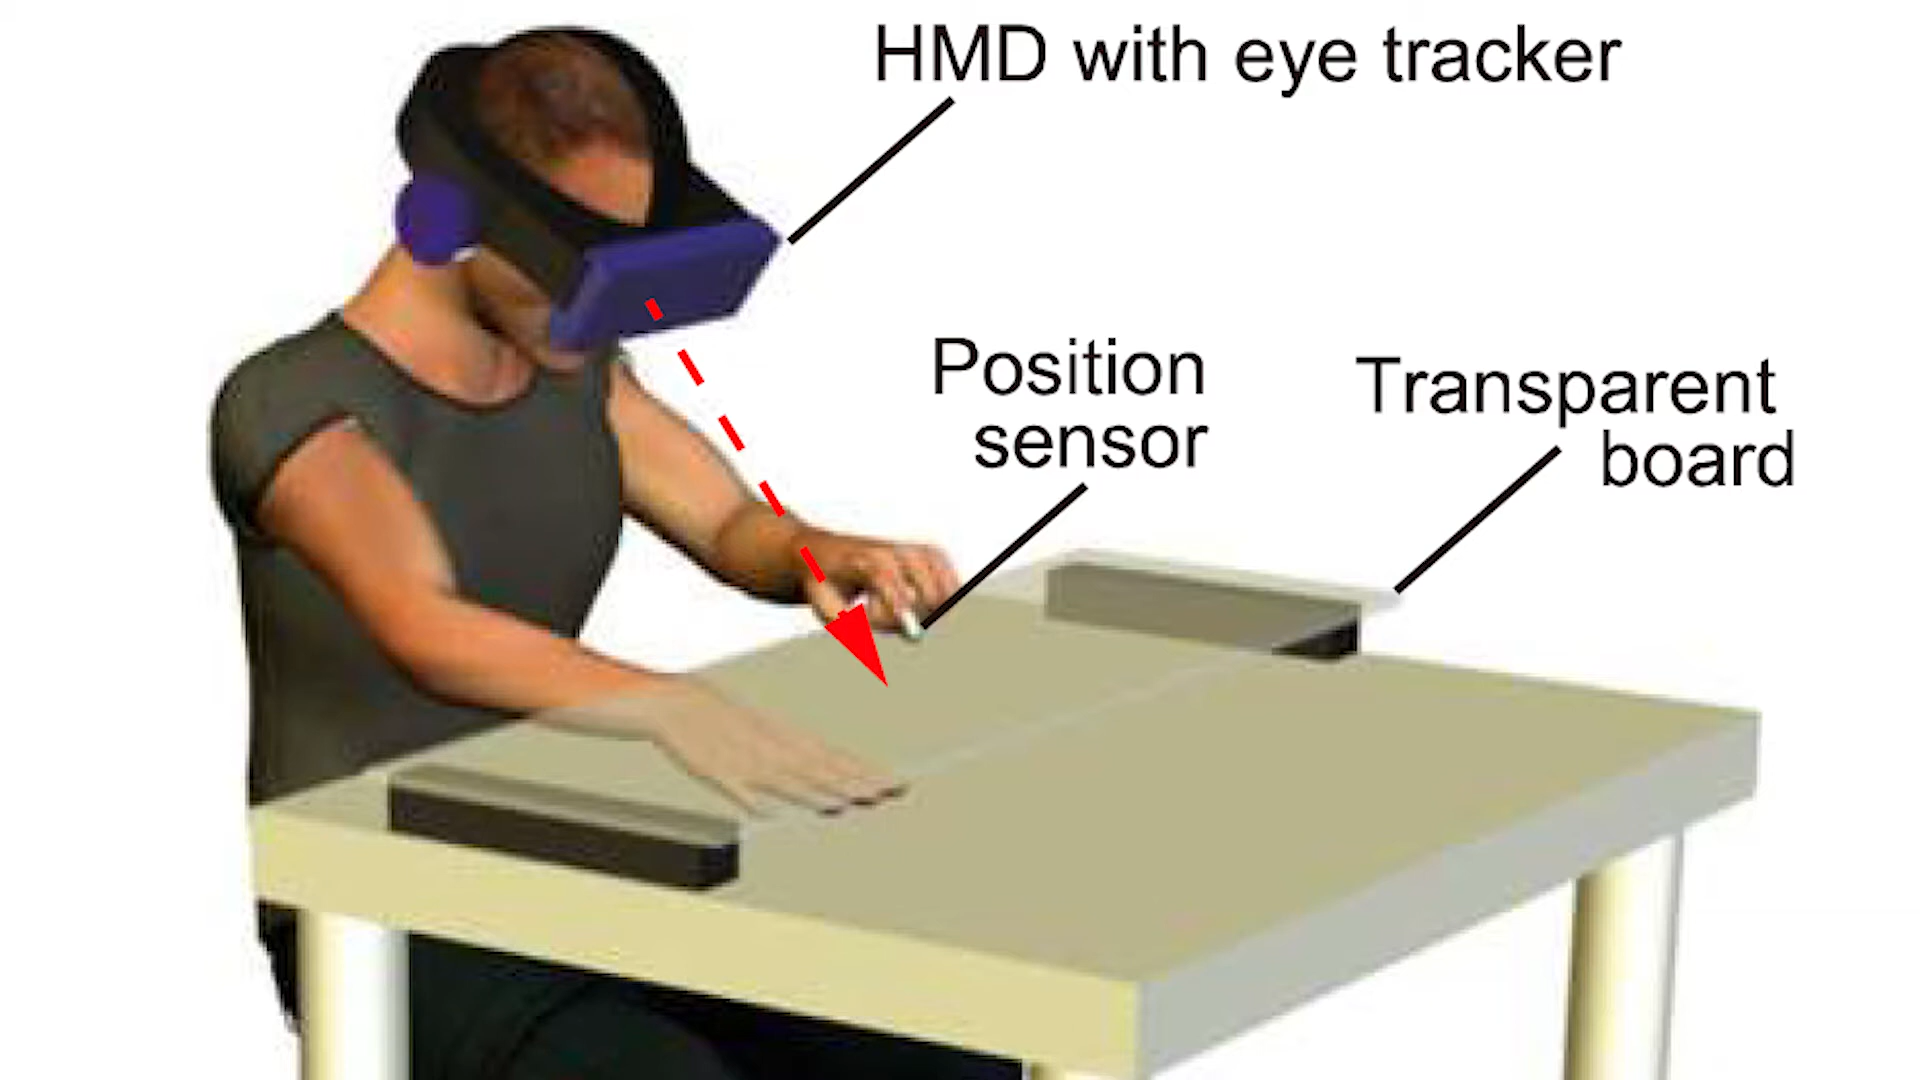 HMD with eye tracker
Position
sensor
Transparent
board